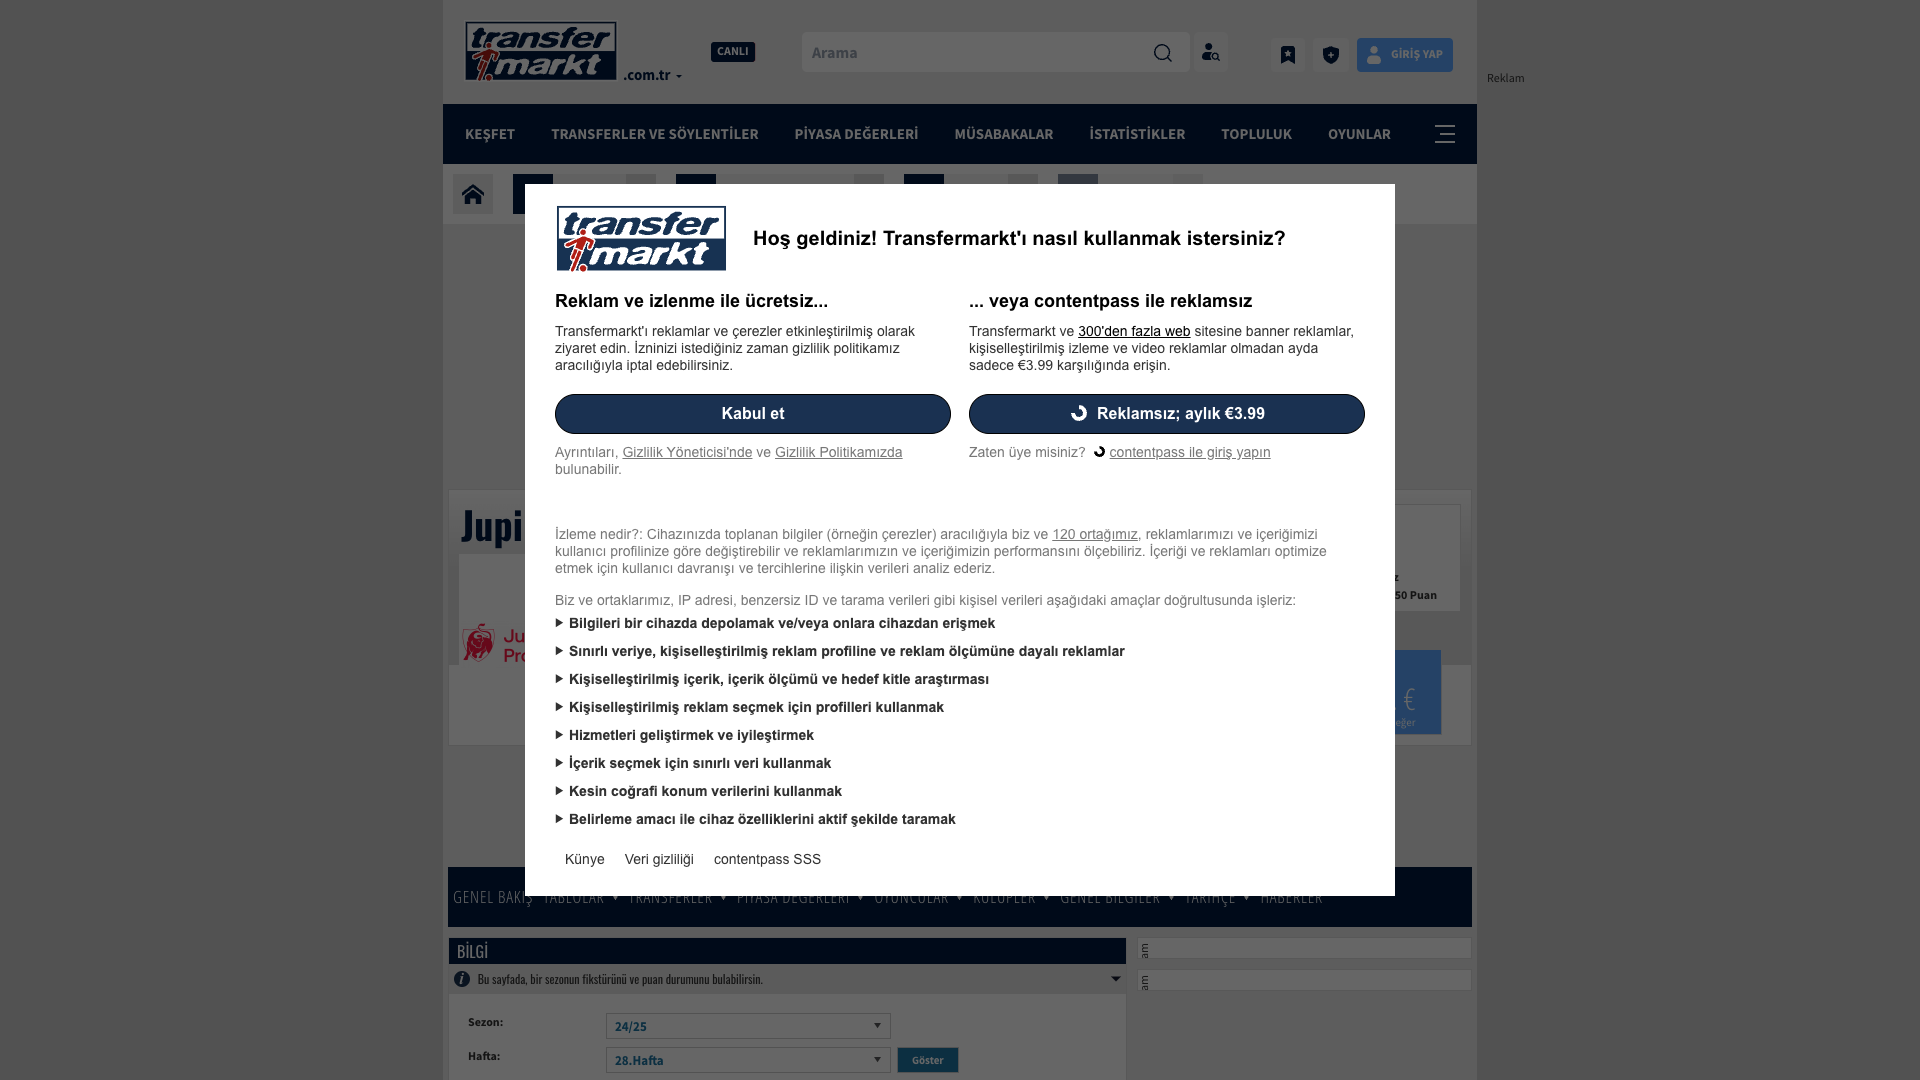 transfer
markt
.com.tr
CANLI
Arama
GİRİŞ YAP
Reklam
KEŞFET
TRANSFERLER VE SÖYLENTİLER
PİYASA DEĞERLERİ
MÜSABAKALAR
İSTATİSTİKLER
TOPLULUK
OYUNLAR
transfer
markt
Hoş geldiniz! Transfermarkt'ı nasıl kullanmak istersiniz?
Reklam ve izlenme ile ücretsiz...
Transfermarkt'ı reklamlar ve çerezler etkinleştirilmiş olarak
ziyaret edin. İzninizi istediğiniz zaman gizlilik politikamız
aracılığıyla iptal edebilirsiniz.
Kabul et
Ayrıntıları, Gizlilik Yöneticisi'nde ve Gizlilik Politikamızda
bulunabilir.
... veya contentpass ile reklamsız
Transfermarkt ve 300'den fazla web sitesine banner reklamlar,
kişiselleştirilmiş izleme ve video reklamlar olmadan ayda
sadece €3.99 karşılığında erişin.
Reklamsız; aylık €3.99
Zaten üye misiniz? contentpass ile giriş yapın
İzleme nedir?: Cihazınızda toplanan bilgiler (örneğin çerezler) aracılığıyla biz ve 120 ortağımız, reklamlarımızı ve içeriğimizi
kullanıcı profilinize göre değiştirebilir ve reklamlarımızın ve içeriğimizin performansını ölçebiliriz. İçeriği ve reklamları optimize
etmek için kullanıcı davranışı ve tercihlerine ilişkin verileri analiz ederiz.
Biz ve ortaklarımız, IP adresi, benzersiz ID ve tarama verileri gibi kişisel verileri aşağıdaki amaçlar doğrultusunda işleriz:
Bilgileri bir cihazda depolamak ve/veya onlara cihazdan erişmek
Sınırlı veriye, kişiselleştirilmiş reklam profiline ve reklam ölçümüne dayalı reklamlar
Kişiselleştirilmiş içerik, içerik ölçümü ve hedef kitle araştırması
Kişiselleştirilmiş reklam seçmek için profilleri kullanmak
Hizmetleri geliştirmek ve iyileştirmek
İçerik seçmek için sınırlı veri kullanmak
Kesin coğrafi konum verilerini kullanmak
Belirleme amacı ile cihaz özelliklerini aktif şekilde taramak
Künye
Veri gizliliği
contentpass SSS
Jupi
Ju
Pro
z
50 Puan
€
eğer
GENEL BAKIŞ TABLOLAR TRANSFERLER PİYASA DEĞERLERİ OYUNCULAR KULÜPLER GENEL BİLGİLER TARİHÇE HABERLER
BİLGİ
Bu sayfada, bir sezonun fikstürünü ve puan durumunu bulabilirsin.
Sezon:
24/25
Hafta:
28.Hafta
Göster
am
am